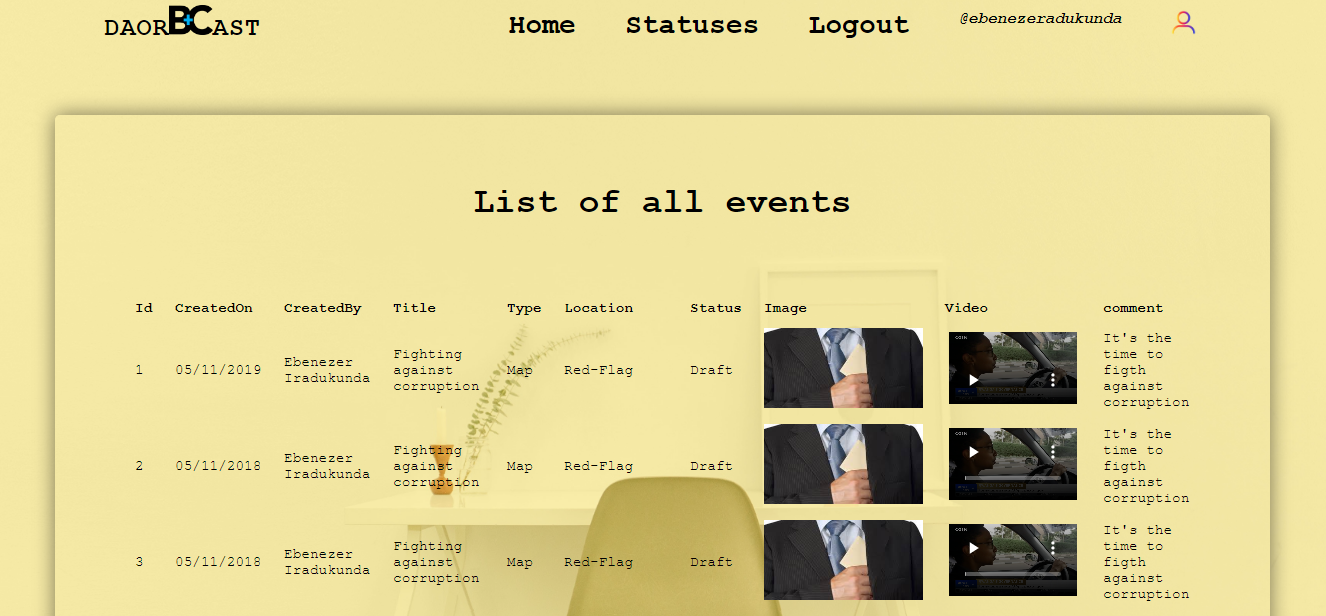 DAORB+CAST Home Statuses Logout @ebenezeradukunda
List of all events
Id CreatedOn CreatedBy Title Type Location Status Image Video comment
1 05/11/2019 Ebenezer Iradukunda Fighting against corruption Map Red-Flag Draft It's the time to figth against corruption
2 05/11/2018 Ebenezer Iradukunda Fighting against corruption Map Red-Flag Draft It's the time to figth against corruption
3 05/11/2018 Ebenezer Iradukunda Fighting against corruption Map Red-Flag Draft It's the time to figth against corruption